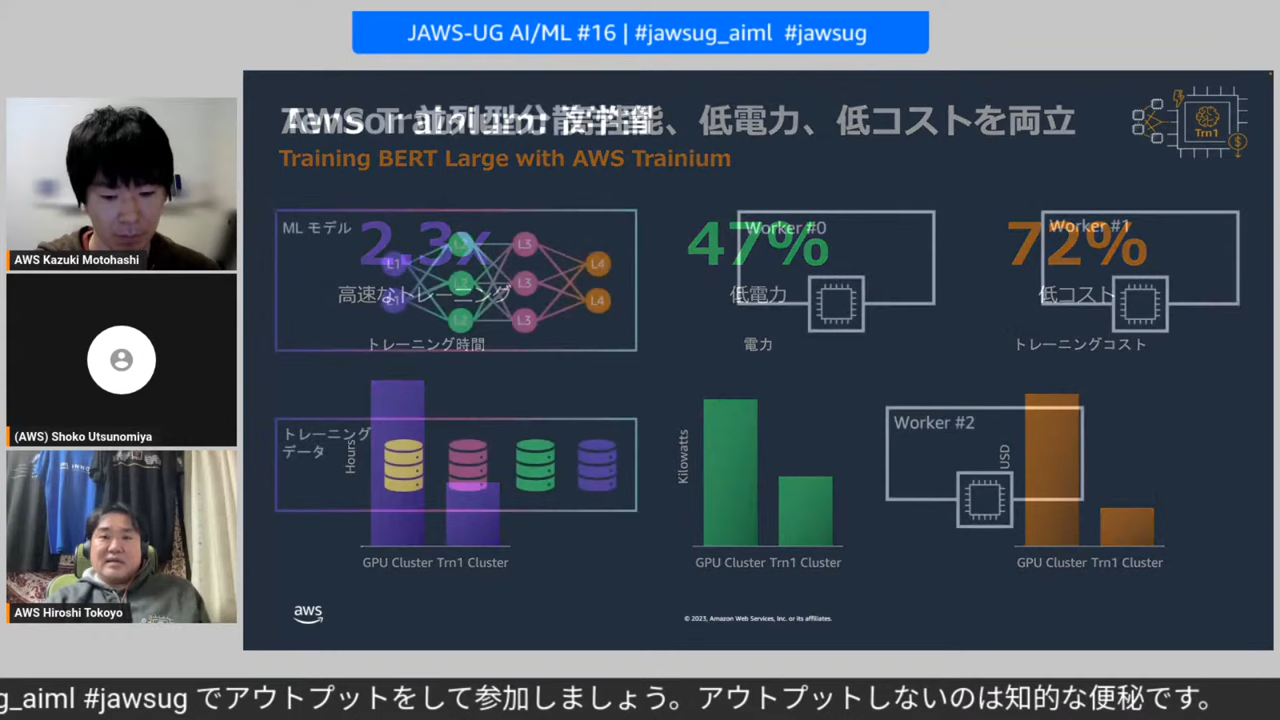 JAWS-UG AI/ML #16 | #jawsug_aiml #jawsug
AWS Kazuki Motohashi
(AWS) Shoko Utsunomiya
AWS Hiroshi Tokoyo
低電力、低コストを両立
Training BERT Large with AWS Trainium
Trn1
ML モデル
2.3x
高速なトレーニング
トレーニング時間
L1
L2
L3
L3
L3
L4
L4
47%
Worker #0
低電力
電力
72%
Worker #1
低コスト
トレーニングコスト
トレーニング
データ
Hours
GPU Cluster Trn1 Cluster
Kilowatts
GPU Cluster Trn1 Cluster
Worker #2
USD
GPU Cluster Trn1 Cluster
aws
© 2023, Amazon Web Services, Inc. or its affiliates.
g_aiml #jawsug でアウトプットをして参加しましょう。アウトプットしないのは知的な便秘です。